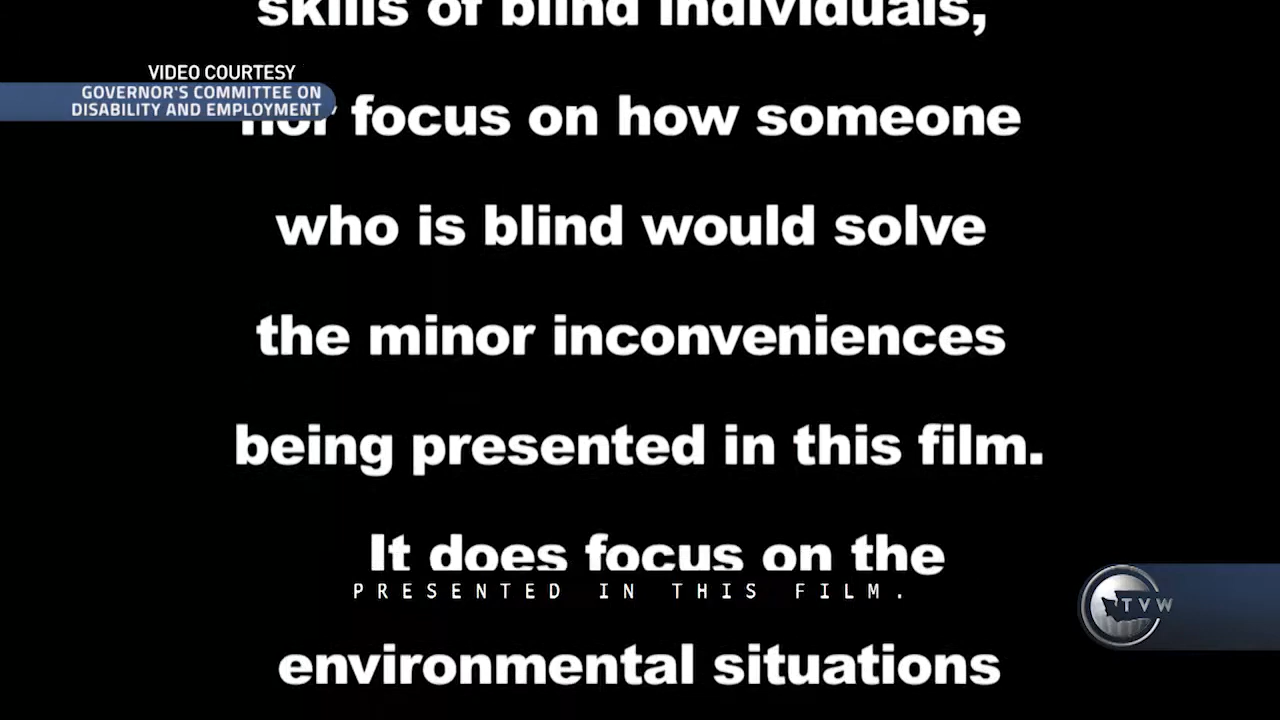 skills of blind individuals,
VIDEO COURTESY
GOVERNOR'S COMMITTEE ON
DISABILITY AND EMPLOYMENT
nor focus on how someone
who is blind would solve
the minor inconveniences
being presented in this film.
It does focus on the
PRESENTED IN THIS FILM.
TVW
environmental situations